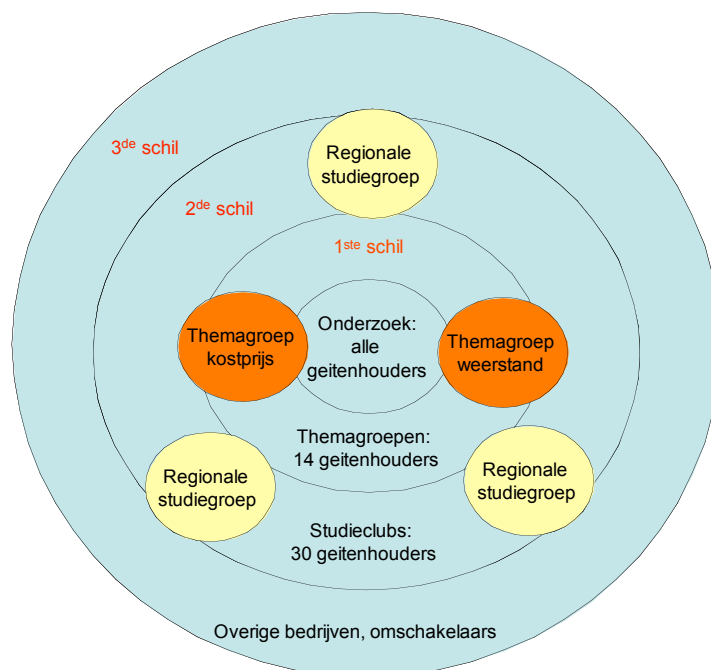 Regionale
studiegroep
3de schil
2de schil
1ste schil
Onderzoek:
alle
geitenhouders
Themagroep
kostprijs
Themagroep
weerstand
Themagroepen:
14 geitenhouders
Regionale
studiegroep
Regionale
studiegroep
Studieclubs:
30 geitenhouders
Overige bedrijven, omschakelaars